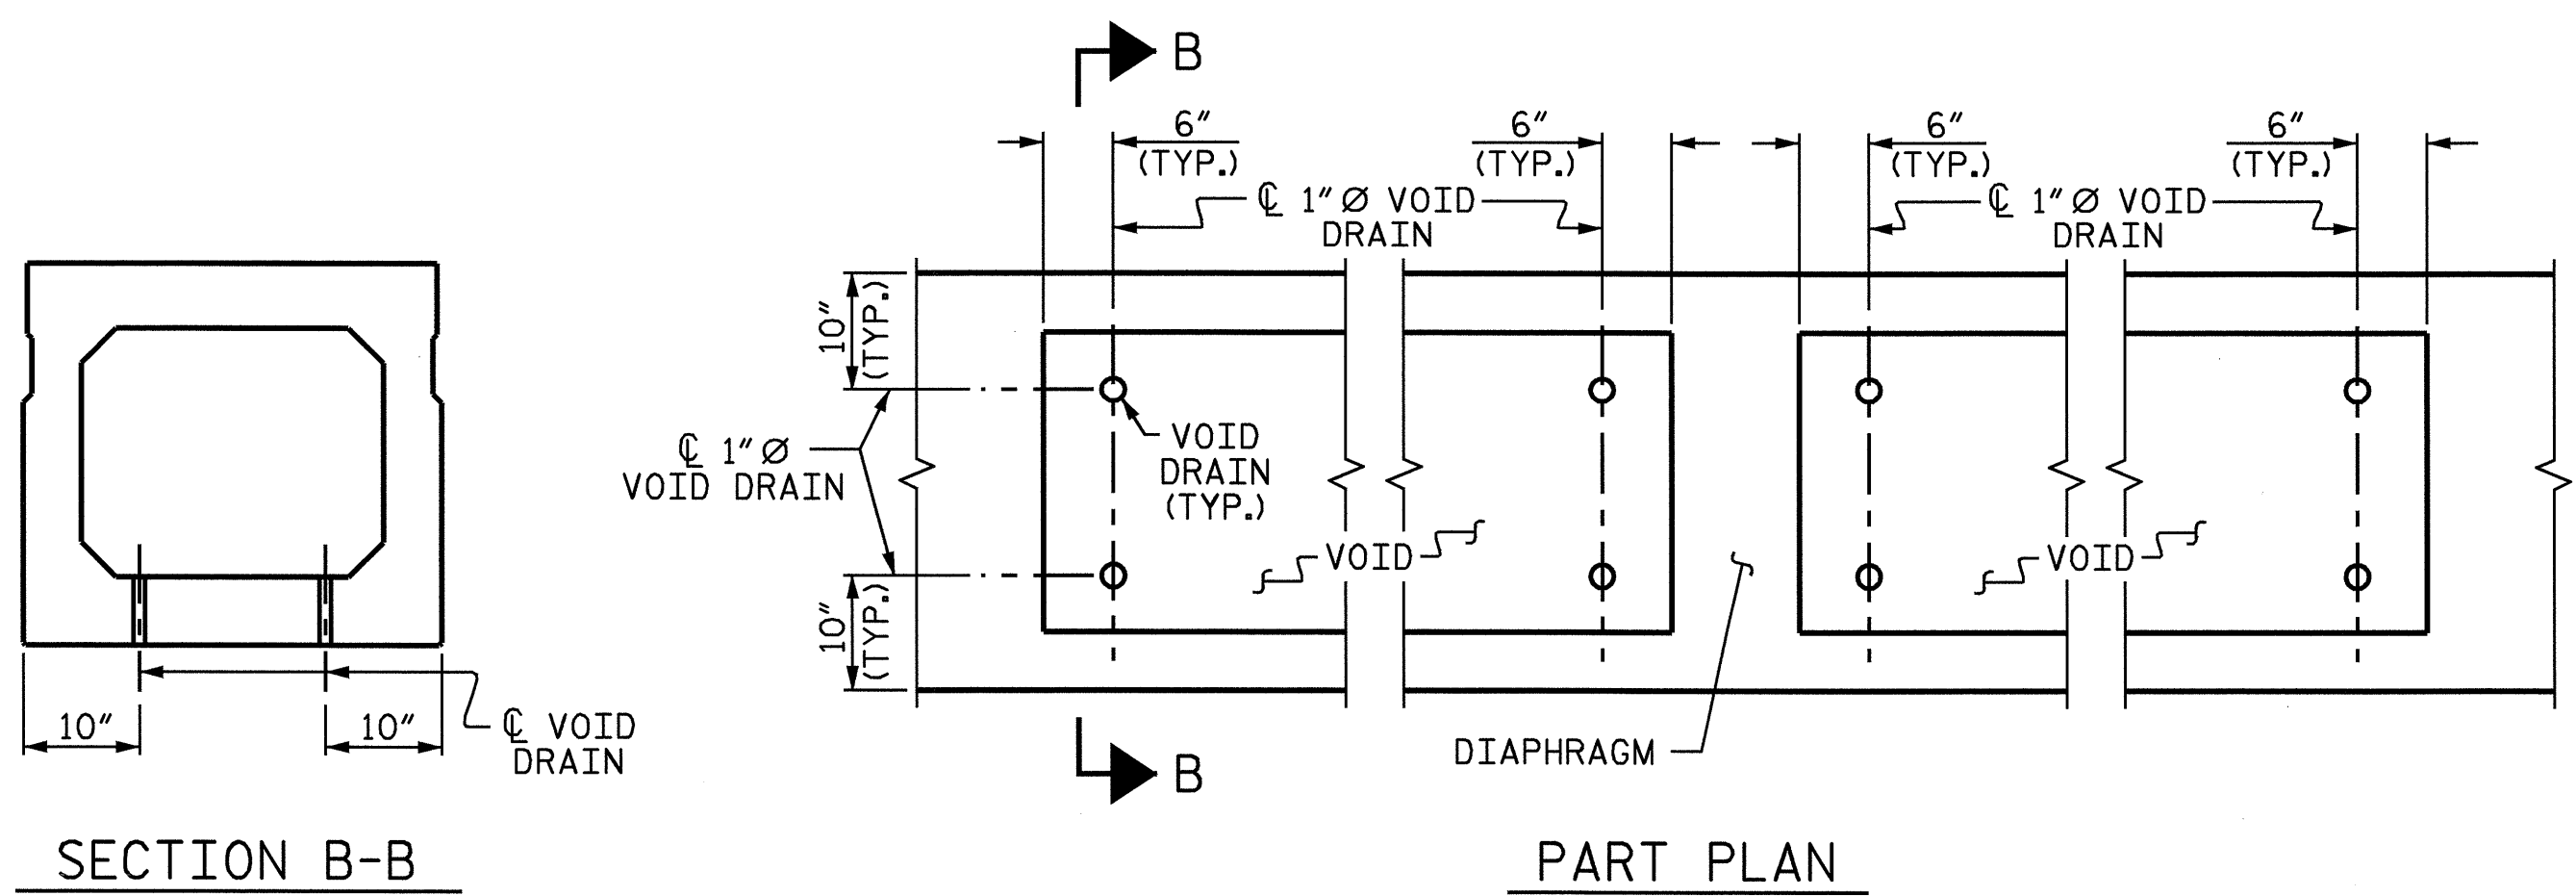 B
6" 6" 6" 6"
(TYP.) (TYP.) (TYP.) (TYP.)
℄ 1"Ø VOID
DRAIN
℄ 1"Ø VOID
DRAIN
10"
(TYP.)
℄ 1"Ø
VOID DRAIN
VOID
DRAIN
(TYP.)
VOID
VOID
10"
(TYP.)
10" 10"
℄ VOID
DRAIN
DIAPHRAGM
B
SECTION B-B
PART PLAN